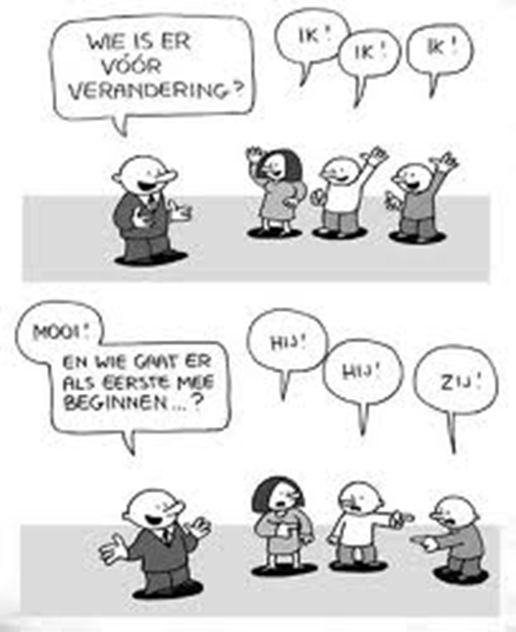 WIE IS ER
VÓÓR
VERANDERING?
IK!
IK!
IK!
MOOI!
EN WIE GAAT ER
ALS EERSTE MEE
BEGINNEN...?
HIJ!
HIJ!
ZIJ!